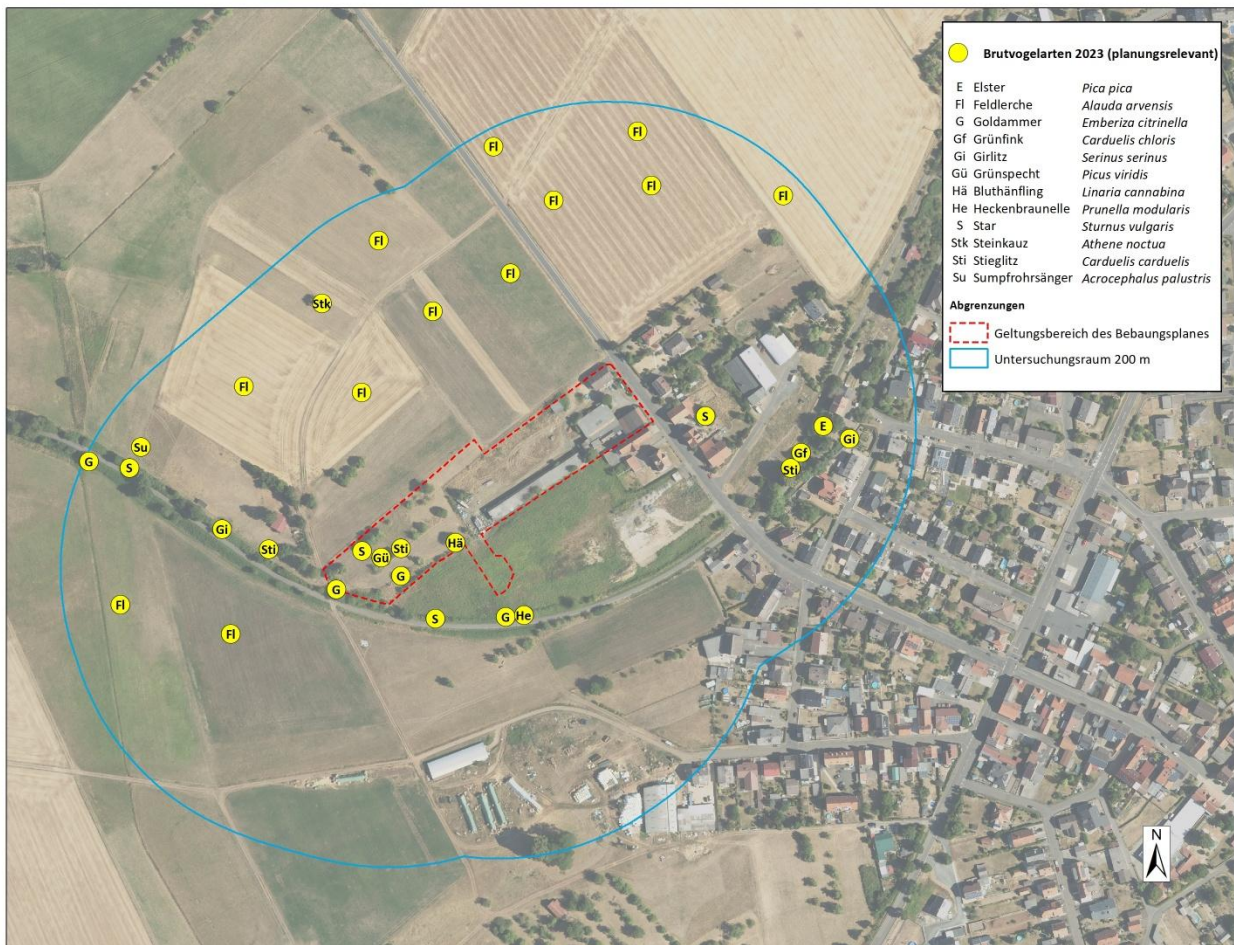 Brutvogelarten 2023 (planungsrelevant)
E Elster Pica pica
Fl Feldlerche Alauda arvensis
G Goldammer Emberiza citrinella
Gf Grünfink Carduelis chloris
Gi Girlitz Serinus serinus
Gü Grünspecht Picus viridis
Hä Bluthänfling Linaria cannabina
He Heckenbraunelle Prunella modularis
S Star Sturnus vulgaris
Stk Steinkauz Athene noctua
Sti Stieglitz Carduelis carduelis
Su Sumpfrohrsänger Acrocephalus palustris
Abgrenzungen
Geltungsbereich des Bebaungsplanes
Untersuchungsraum 200 m
Fl
Fl
Fl
Fl
Fl
Fl
Fl
Stk
Fl
Fl
Fl
S
E
Gi
Gf
Sti
Su
G
S
Gi
Sti
S
Gü
Sti
Hä
G
G
Fl
S
G
He
Fl
N